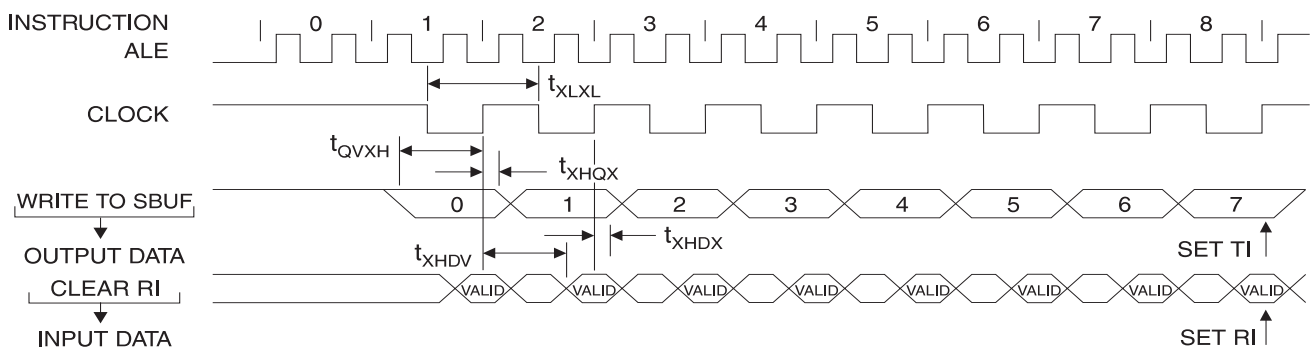 INSTRUCTION 0 1 2 3 4 5 6 7 8
ALE
tXLXL
CLOCK
tQVXH
tXHQX
WRITE TO SBUF 0 1 2 3 4 5 6 7
tXHDV tXHDX SET TI
OUTPUT DATA
CLEAR RI VALID VALID VALID VALID VALID VALID VALID VALID
INPUT DATA SET RI